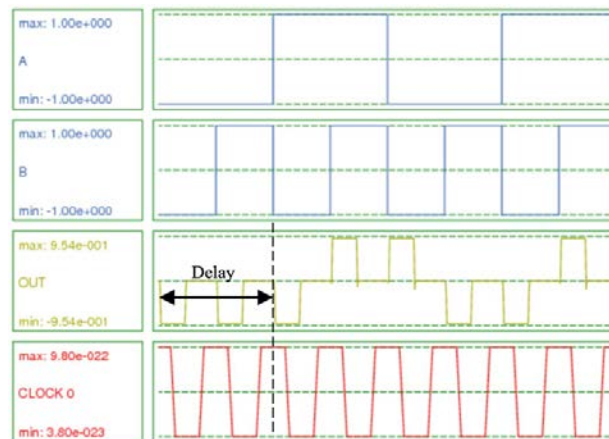 max: 1.00e+000
A
min: -1.00e+000
max: 1.00e+000
B
min: -1.00e+000
max: 9.54e-001
OUT
min: -9.54e-001
Delay
max: 9.80e-022
CLOCK 0
min: 3.80e-023